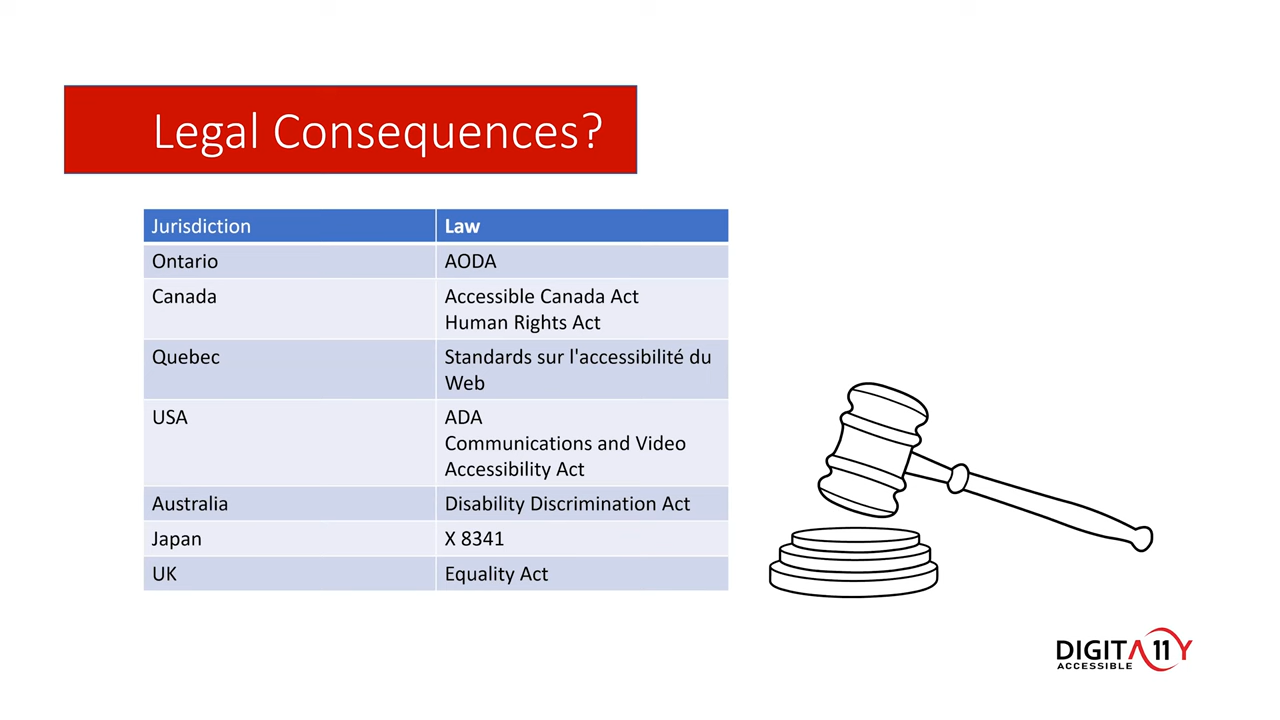 Legal Consequences?
Jurisdiction Law
Ontario AODA
Canada Accessible Canada Act
Human Rights Act
Quebec Standards sur l'accessibilité du
Web
USA ADA
Communications and Video
Accessibility Act
Australia Disability Discrimination Act
Japan X 8341
UK Equality Act
DIGITA11Y
ACCESSIBLE